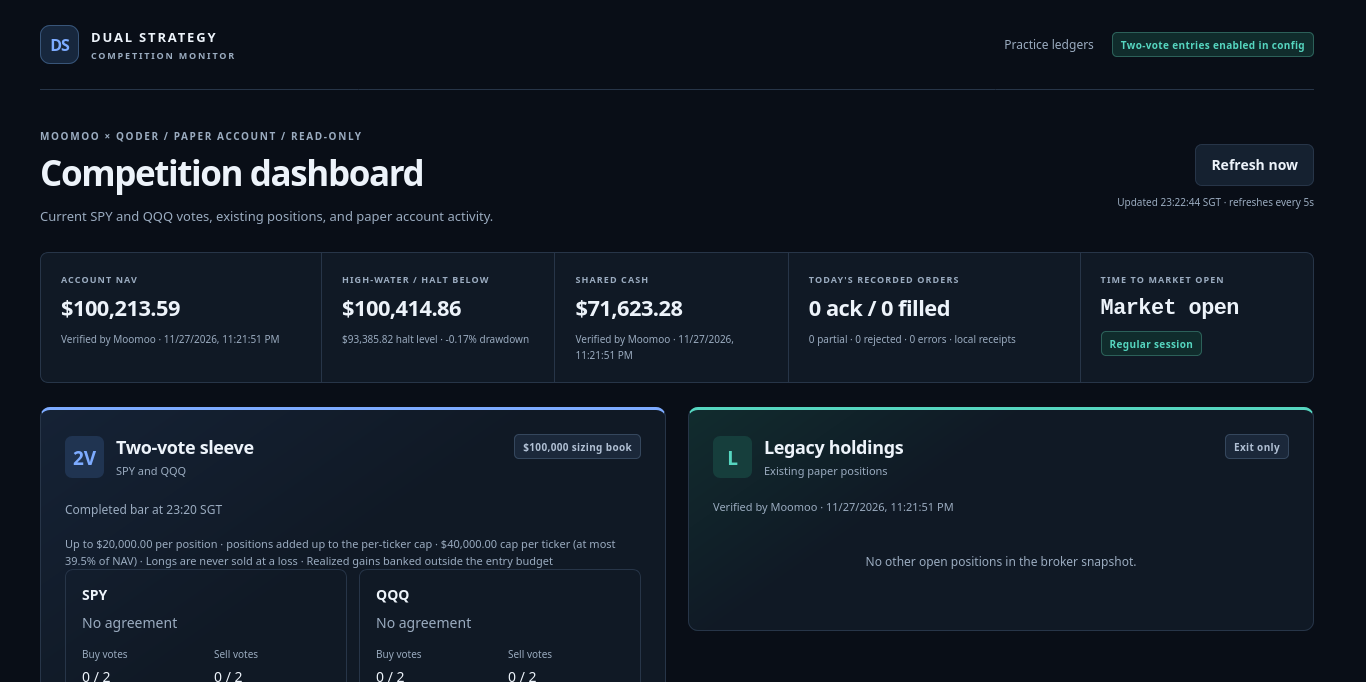 DS
DUAL STRATEGY
COMPETITION MONITOR
Practice ledgers
Two-vote entries enabled in config
MOOMOO × QODER / PAPER ACCOUNT / READ-ONLY
Competition dashboard
Current SPY and QQQ votes, existing positions, and paper account activity.
Refresh now
Updated 23:22:44 SGT · refreshes every 5s
ACCOUNT NAV
$100,213.59
Verified by Moomoo · 11/27/2026, 11:21:51 PM
HIGH-WATER / HALT BELOW
$100,414.86
$93,385.82 halt level · -0.17% drawdown
SHARED CASH
$71,623.28
Verified by Moomoo · 11/27/2026,
11:21:51 PM
TODAY'S RECORDED ORDERS
0 ack / 0 filled
0 partial · 0 rejected · 0 errors · local receipts
TIME TO MARKET OPEN
Market open
Regular session
2V
Two-vote sleeve
SPY and QQQ
$100,000 sizing book
Completed bar at 23:20 SGT
Up to $20,000.00 per position · positions added up to the per-ticker cap · $40,000.00 cap per ticker (at most
39.5% of NAV) · Longs are never sold at a loss · Realized gains banked outside the entry budget
SPY
No agreement
Buy votes
Sell votes
0 / 2
0 / 2
QQQ
No agreement
Buy votes
Sell votes
0 / 2
0 / 2
L
Legacy holdings
Existing paper positions
Exit only
Verified by Moomoo · 11/27/2026, 11:21:51 PM
No other open positions in the broker snapshot.